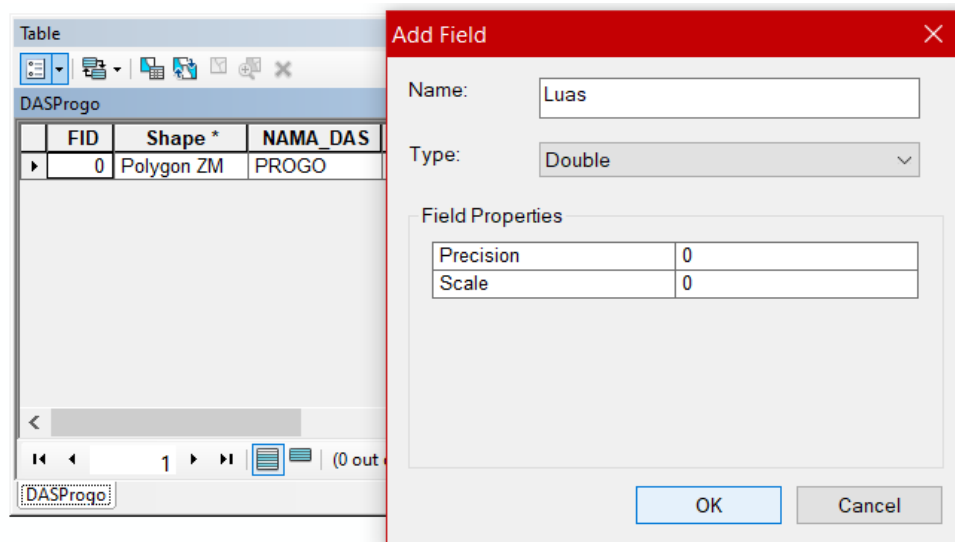 Table
DASProgo
FID Shape * NAMA_DAS
0 Polygon ZM PROGO
1 (0 out
DASProgo
Add Field
Name: Luas
Type: Double
Field Properties
Precision 0
Scale 0
OK Cancel